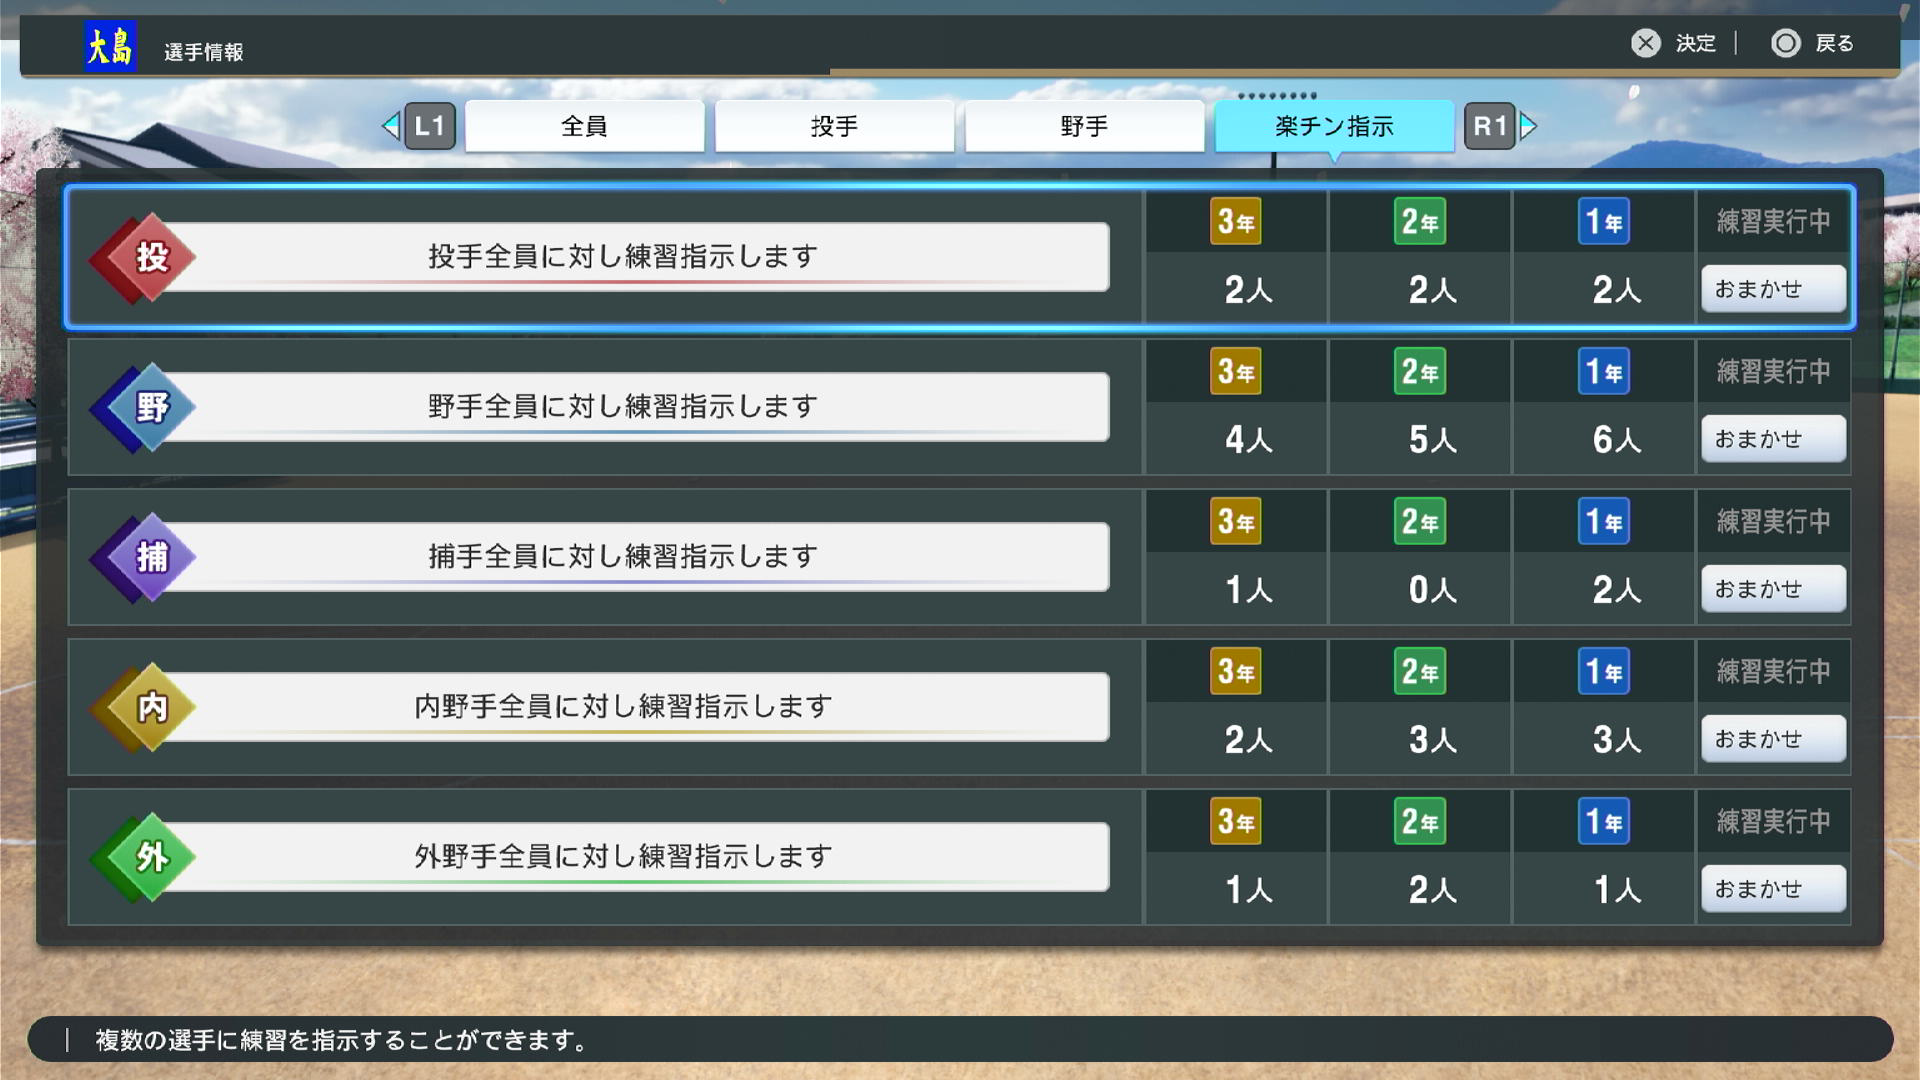 大島 選手情報 決定 | 戻る
L1 全員 投手 野手 楽チン指示 R1
投 投手全員に対し練習指示します 3年 2年 1年 練習実行中
2人 2人 2人 おまかせ
野 野手全員に対し練習指示します 3年 2年 1年 練習実行中
4人 5人 6人 おまかせ
捕 捕手全員に対し練習指示します 3年 2年 1年 練習実行中
1人 0人 2人 おまかせ
内 内野手全員に対し練習指示します 3年 2年 1年 練習実行中
2人 3人 3人 おまかせ
外 外野手全員に対し練習指示します 3年 2年 1年 練習実行中
1人 2人 1人 おまかせ
複数の選手に練習を指示することができます。